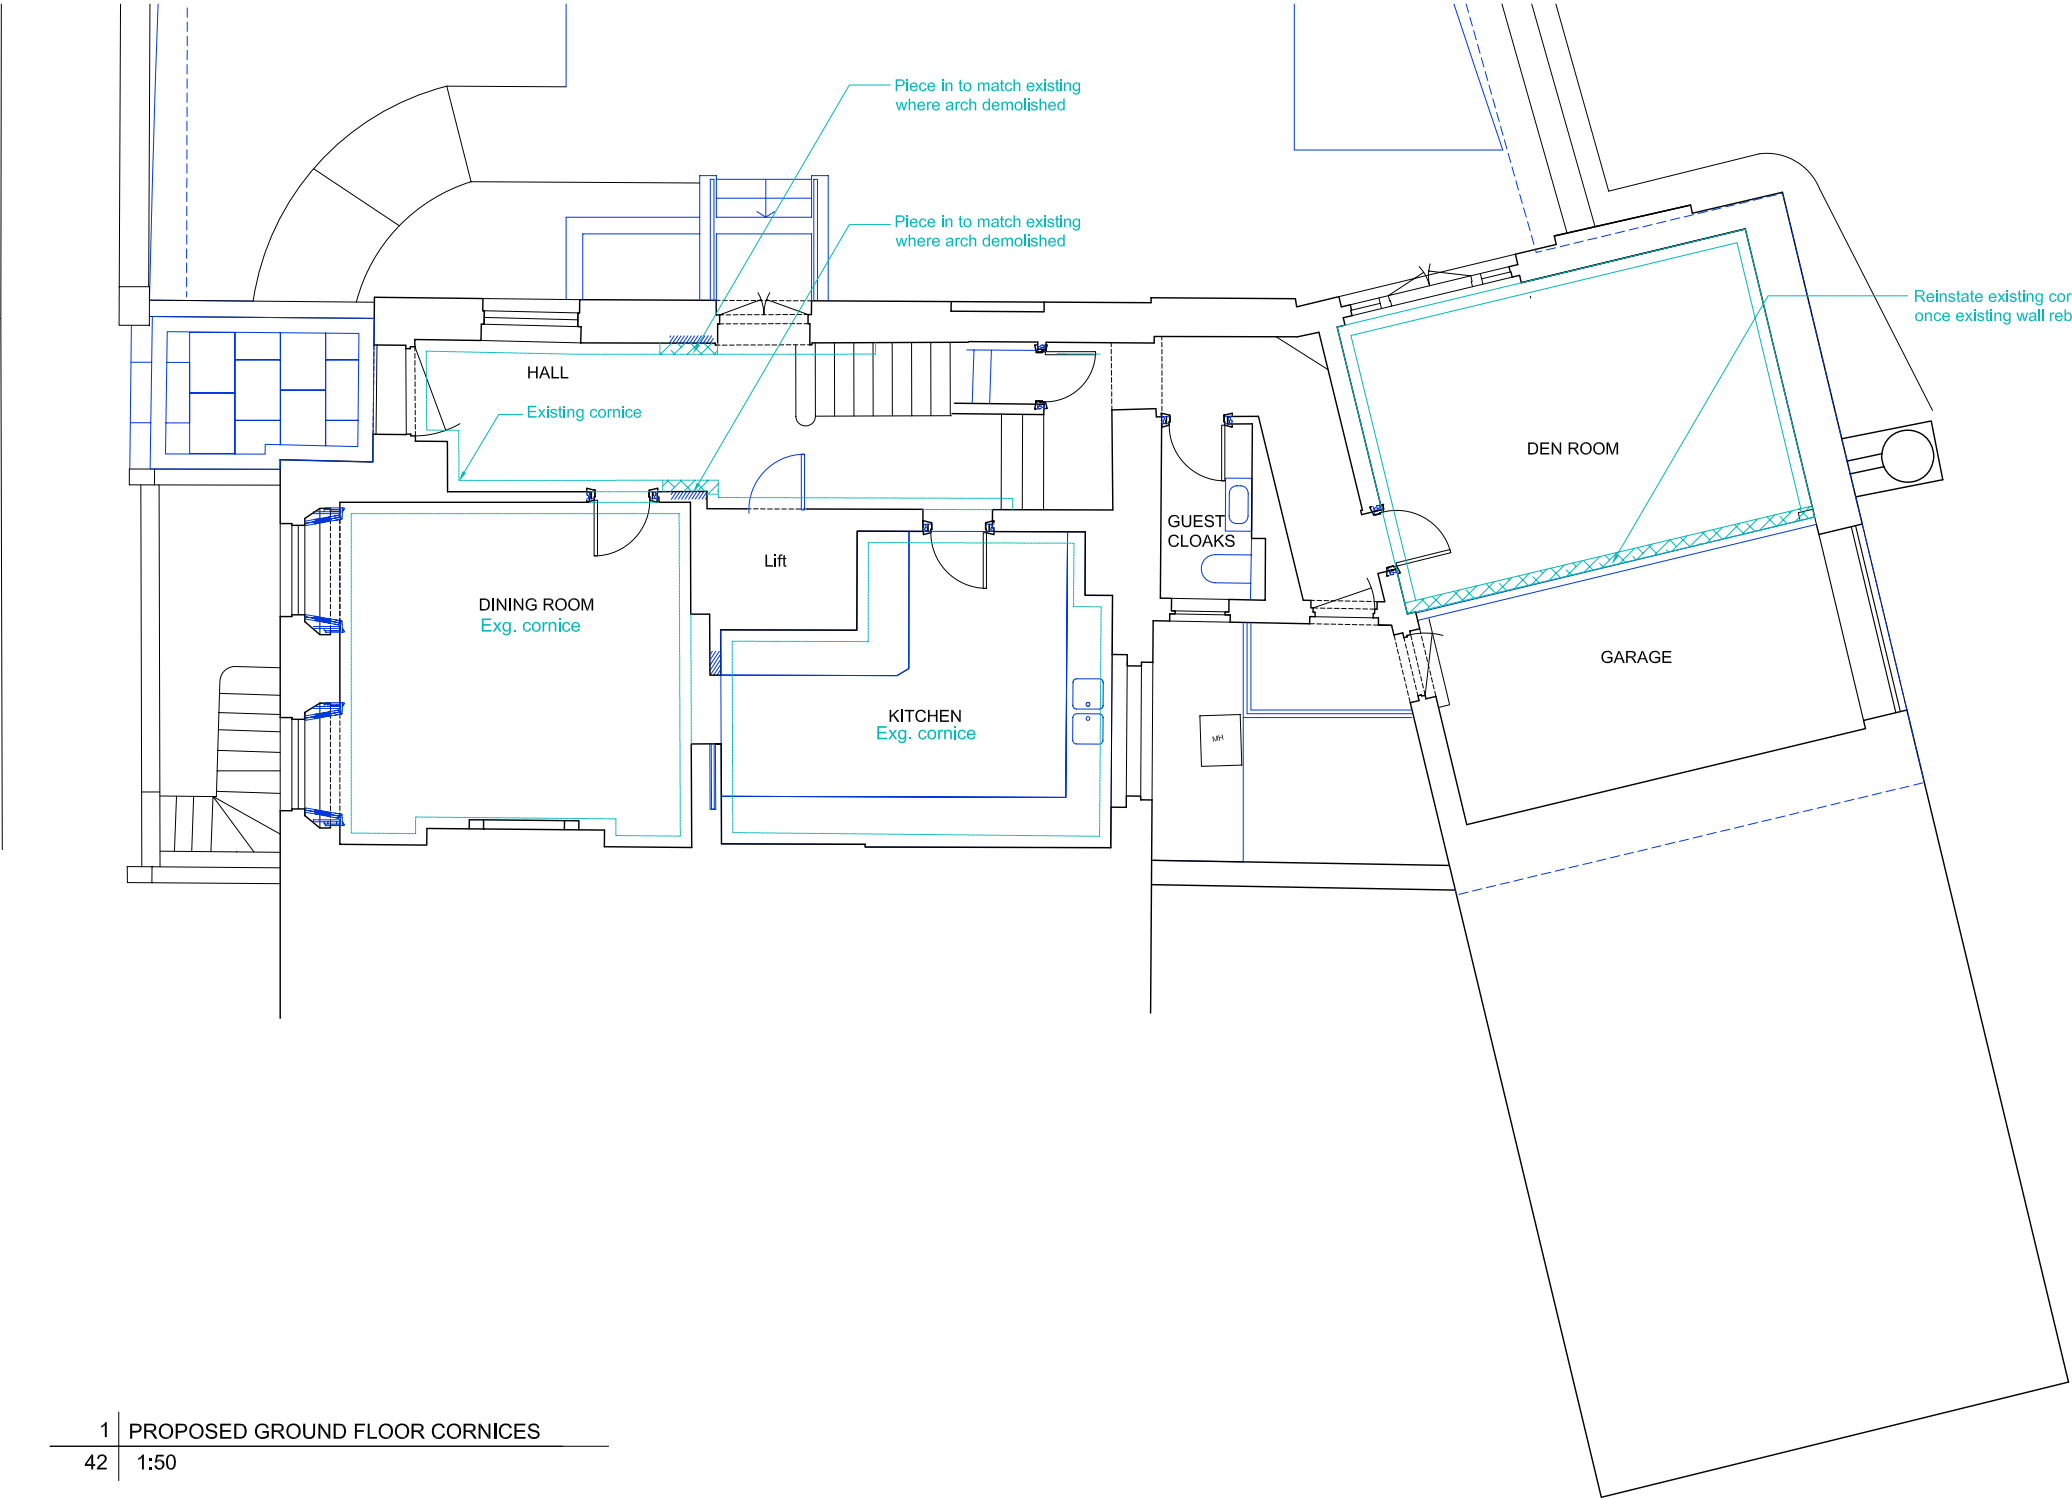 Piece in to match existing
where arch demolished
Piece in to match existing
where arch demolished
Reinstate existing
once existing wall
HALL
Existing cornice
DEN ROOM
GUEST
CLOAKS
Lift
DINING ROOM
Exg. cornice
GARAGE
KITCHEN
Exg. cornice
MH
1 PROPOSED GROUND FLOOR CORNICES
42 1:50